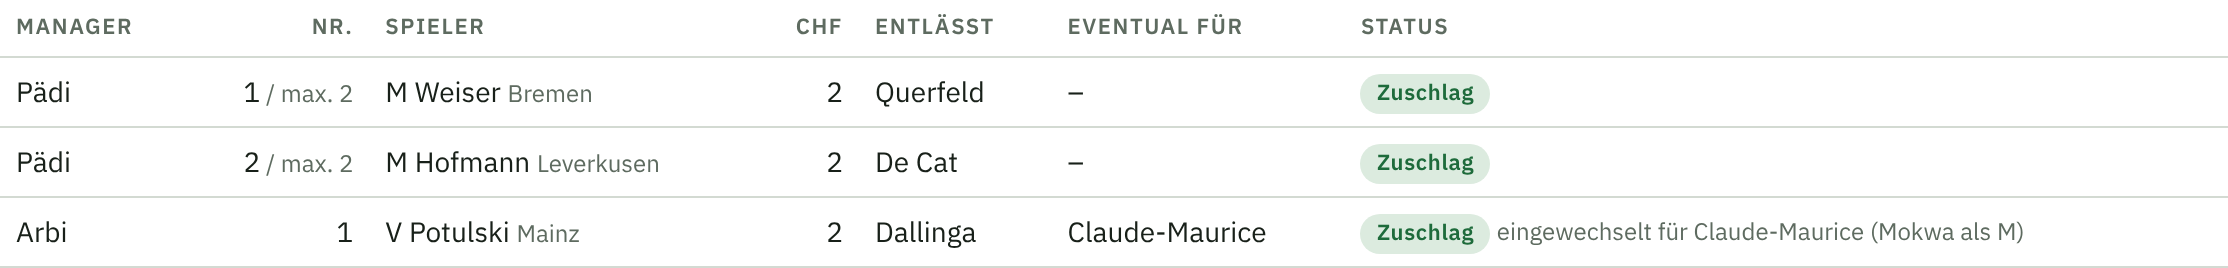 MANAGER NR. SPIELER CHF ENTLÄSST EVENTUAL FÜR STATUS
Pädi 1 / max. 2 M Weiser Bremen 2 Querfeld – Zuschlag
Pädi 2 / max. 2 M Hofmann Leverkusen 2 De Cat – Zuschlag
Arbi 1 V Potulski Mainz 2 Dallinga Claude-Maurice Zuschlag eingewechselt für Claude-Maurice (Mokwa als M)